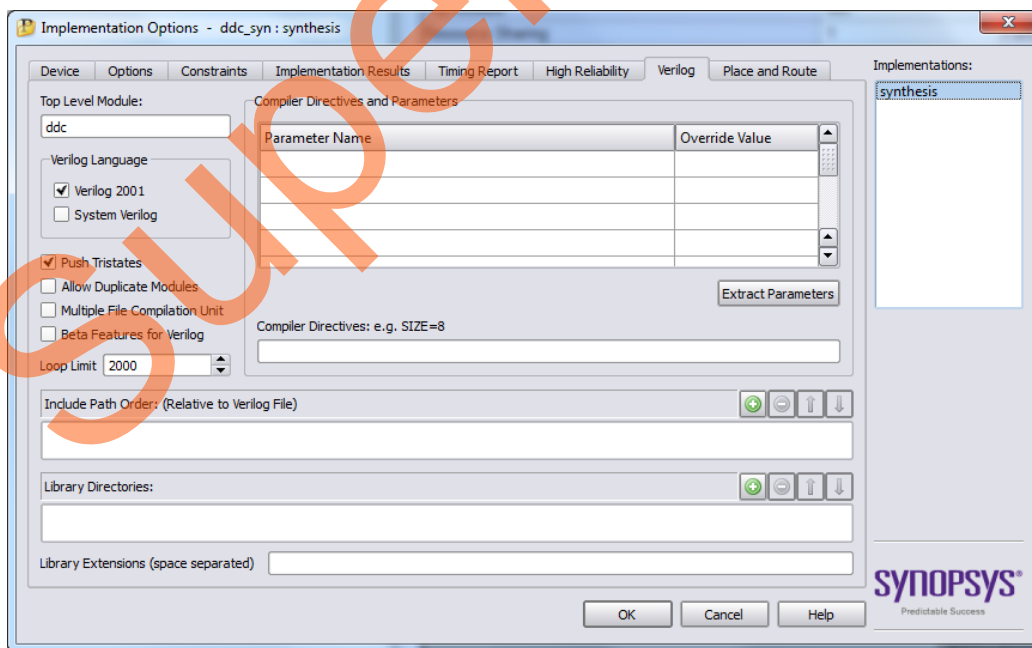 Implementation Options - ddc_syn : synthesis
Device
Options
Constraints
Implementation Results
Timing Report
High Reliability
Verilog
Place and Route
Implementations:
synthesis
Top Level Module:
ddc
Compiler Directives and Parameters
Parameter Name
Override Value
Verilog Language
Verilog 2001
System Verilog
Push Tristates
Allow Duplicate Modules
Multiple File Compilation Unit
Beta Features for Verilog
Loop Limit 2000
Extract Parameters
Compiler Directives: e.g. SIZE=8
Include Path Order: (Relative to Verilog File)
Library Directories:
Library Extensions (space separated)
SYNOPSYS®
Predictable Success
OK
Cancel
Help
Super